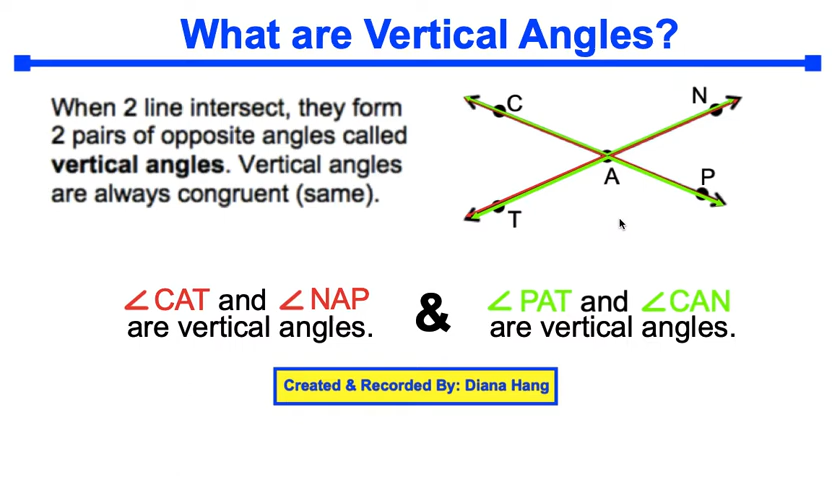 What are Vertical Angles?
When 2 line intersect, they form
2 pairs of opposite angles called
vertical angles. Vertical angles
are always congruent (same).
C
N
A
P
T
∠CAT and ∠NAP
are vertical angles.
&
∠PAT and ∠CAN
are vertical angles.
Created & Recorded By: Diana Hang